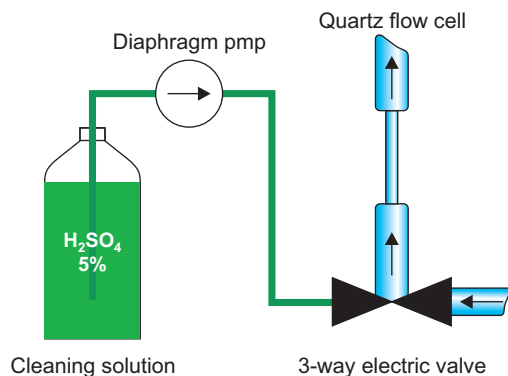 Quartz flow cell
Diaphragm pmp
H₂SO₄
5%
Cleaning solution
3-way electric valve